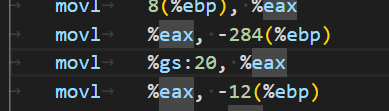 movl 8(%ebp), %eax
movl %eax, -284(%ebp)
movl %gs:20, %eax
movl %eax, -12(%ebp)